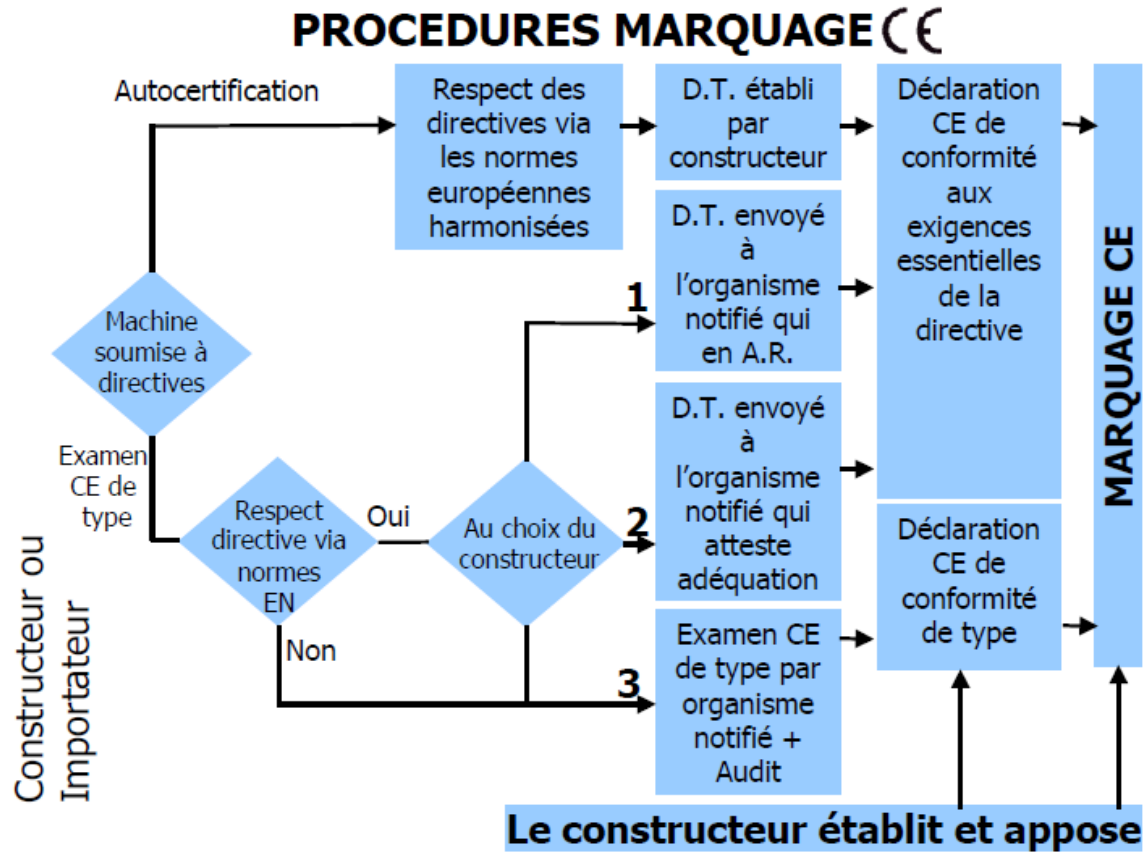 PROCEDURES MARQUAGE CE
Autocertification
Respect des
directives via
les normes
européennes
harmonisées
D.T. établi
par
constructeur
Déclaration
CE de
conformité
aux
exigences
essentielles
de la
directive
MARQUAGE CE
Machine
soumise à
directives
1
D.T. envoyé
à
l'organisme
notifié qui
en A.R.
Examen
CE de
type
Respect
directive via
normes
EN
Oui
Non
Au choix du
constructeur
2
D.T. envoyé
à
l'organisme
notifié qui
atteste
adéquation
Déclaration
CE de
conformité
de type
3
Examen CE
de type par
organisme
notifié +
Audit
Constructeur ou
Importateur
Le constructeur établit et appose